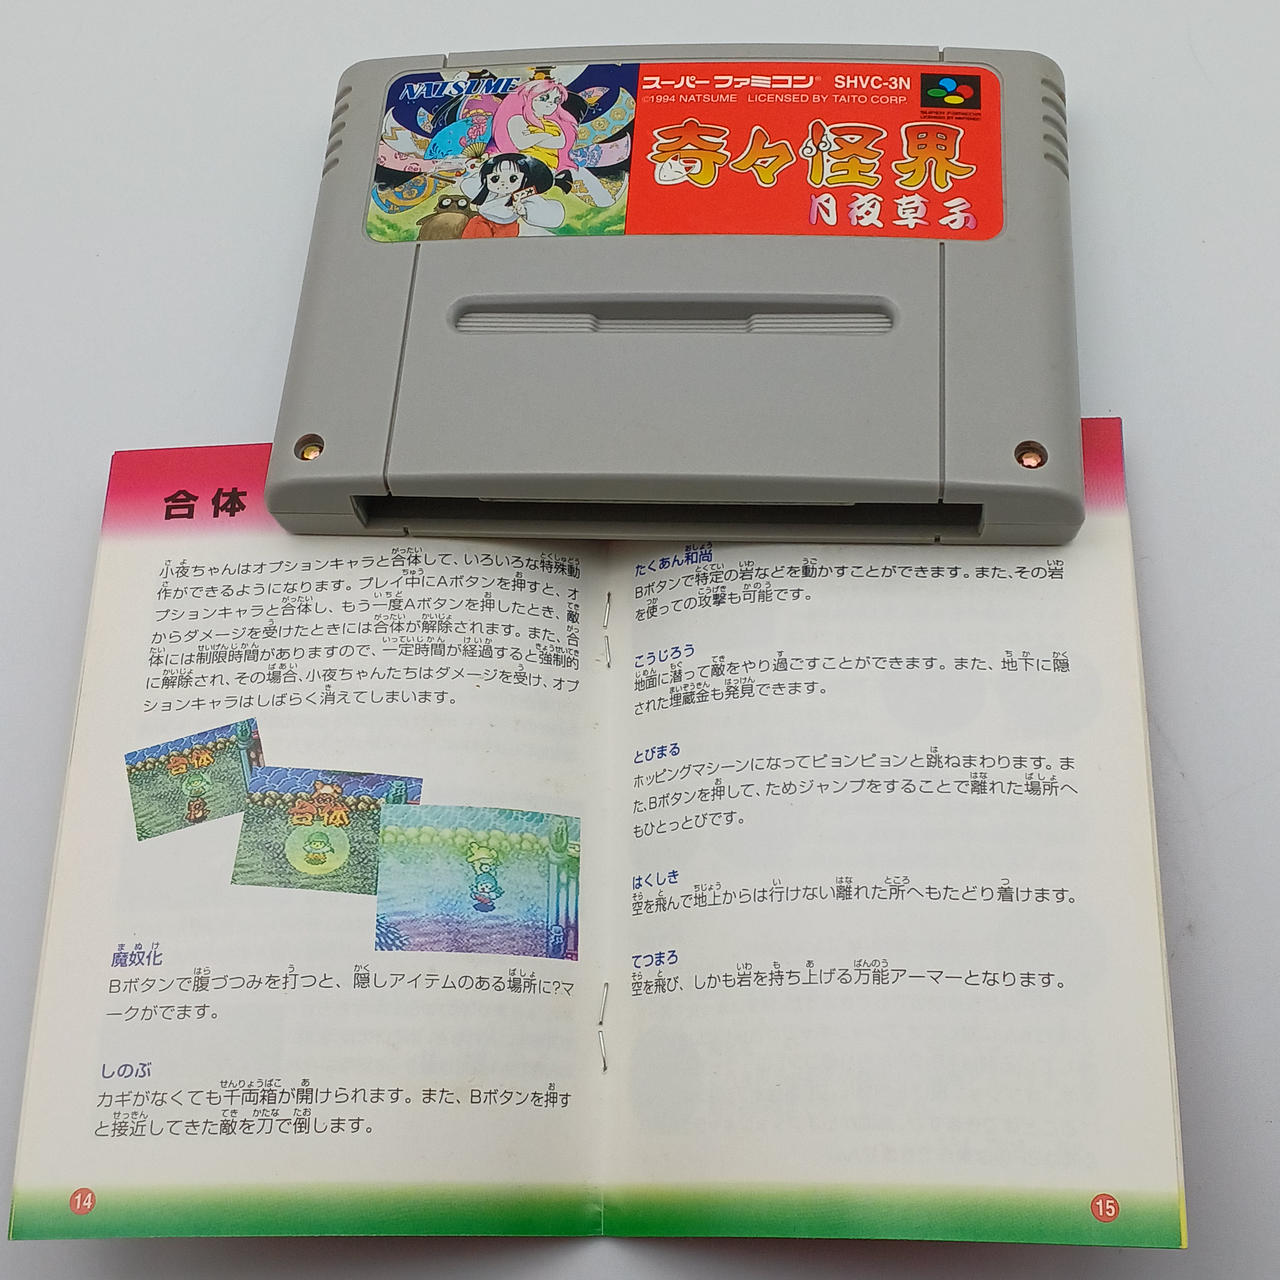 NATSUME
スーパーファミコン SHVC-3N
©1994 NATSUME LICENSED BY TAITO CORP.
SUPER FAMICOM
LICENSED BY NINTENDO
奇々怪界
月夜草子
合体
小夜ちゃんはオプションキャラと合体して、いろいろな特殊動
作ができるようになります。プレイ中にAボタンを押すと、オ
プションキャラと合体し、もう一度Aボタンを押したとき、敵
からダメージを受けたときには合体が解除されます。また、合
体には制限時間がありますので、一定時間が経過すると強制的
に解除され、その場合、小夜ちゃんたちはダメージを受け、オプ
ションキャラはしばらく消えてしまいます。
合体
合体
魔奴化
Bボタンで腹づつみを打つと、隠しアイテムのある場所に?マ
ークがでます。
しのぶ
カギがなくても千両箱が開けられます。また、Bボタンを押す
と接近してきた敵を刀で倒します。
14
たくあん和尚
Bボタンで特定の岩などを動かすことができます。また、その岩
を使っての攻撃も可能です。
こうじろう
地面に潜って敵をやり過ごすことができます。また、地下に隠
された埋蔵金も発見できます。
とびまる
ホッピングマシーンになってピョンピョンと跳ねまわります。ま
た、Bボタンを押して、ためジャンプをすることで離れた場所へ
もひとっとびです。
はくしき
空を飛んで地上からは行けない離れた所へもたどり着けます。
てつまろ
空を飛び、しかも岩を持ち上げる万能アーマーとなります。
15